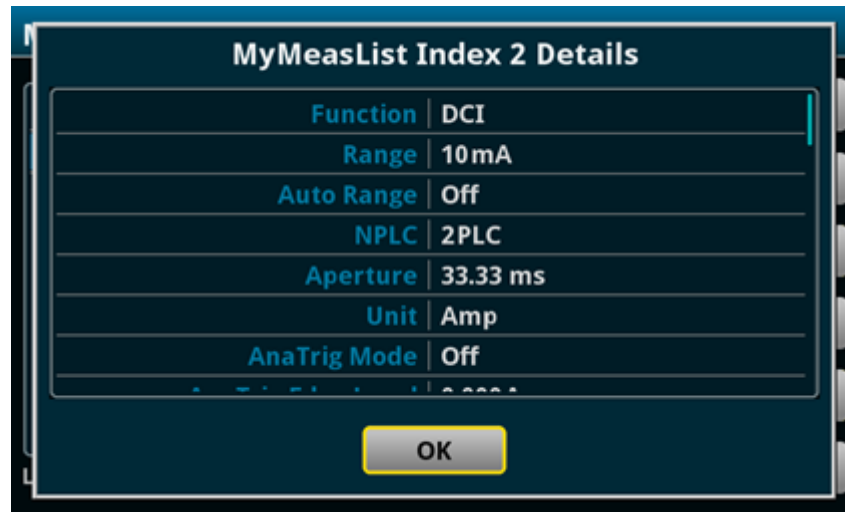 MyMeasList Index 2 Details
Function DCI
Range 10mA
Auto Range Off
NPLC 2PLC
Aperture 33.33 ms
Unit Amp
AnaTrig Mode Off
OK